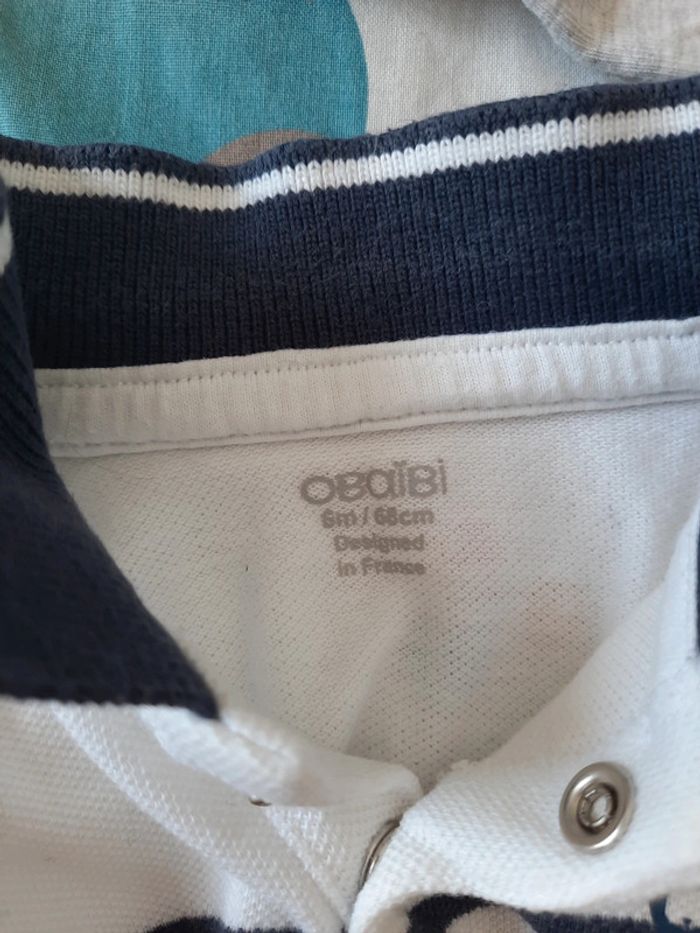 OBaïBi
6m / 68cm
Designed
in France